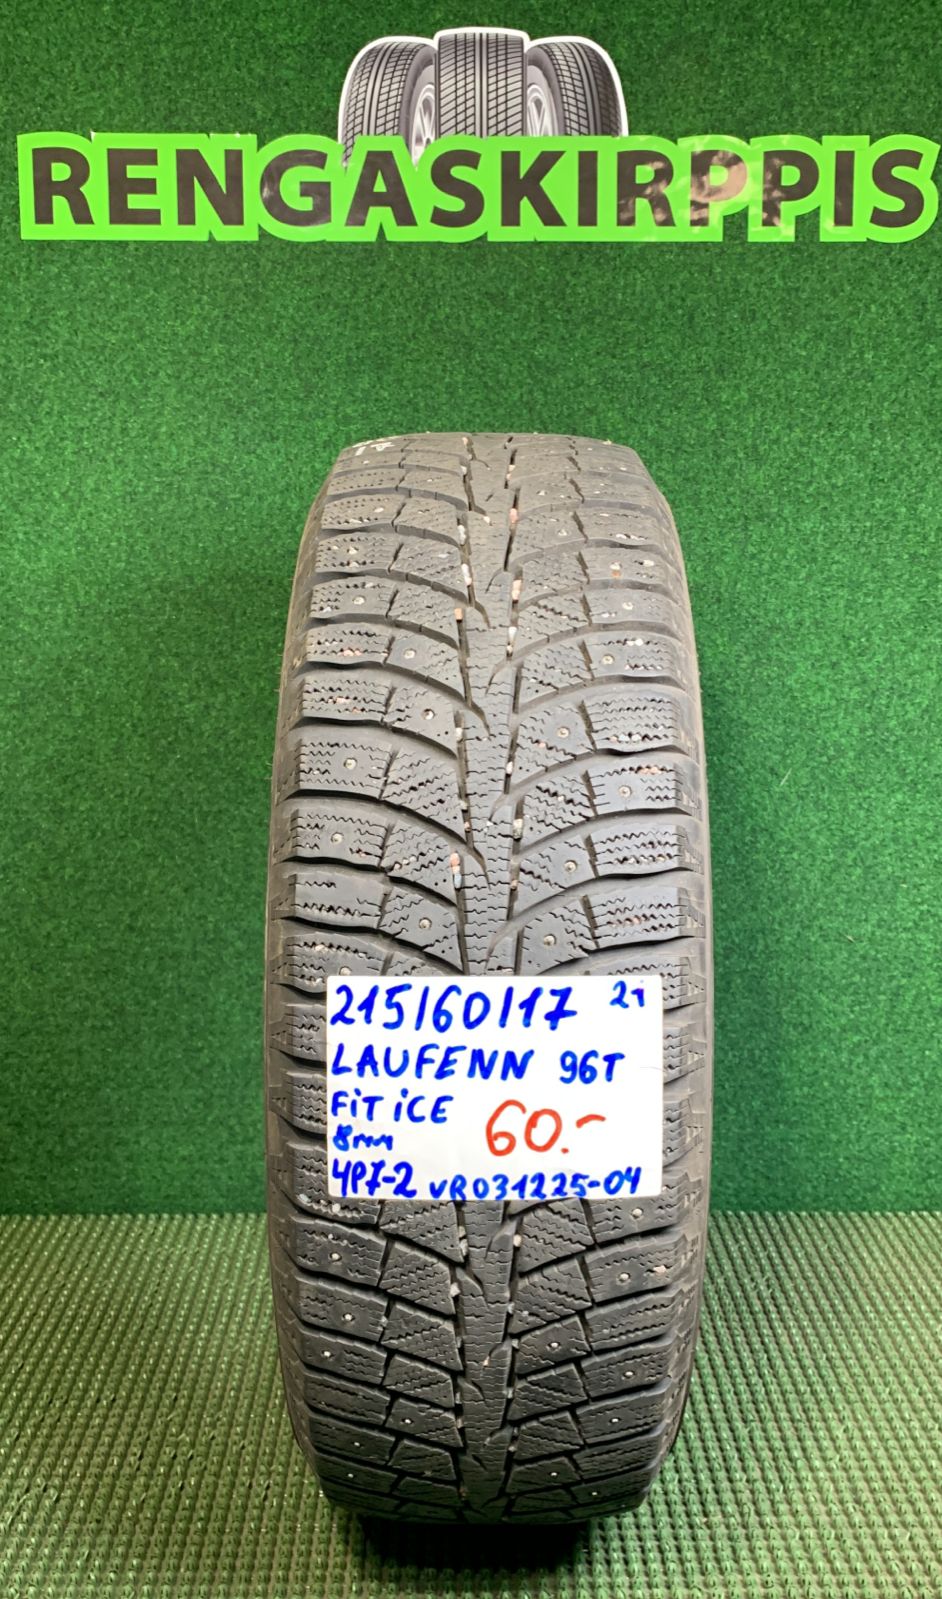 RENGASKIRPPIS
215/60/17 21
LAUFENN 96T
FiT iCE 60.-
8mm
4P7-2 VR031225-04